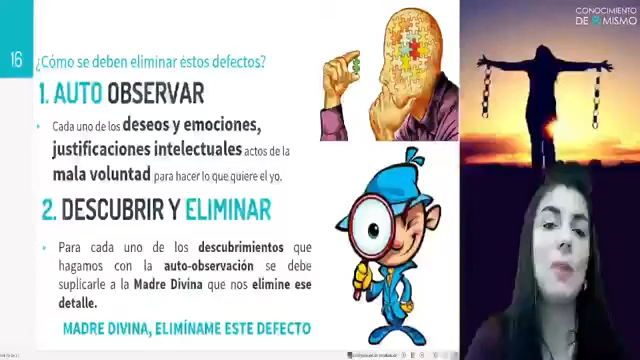 16
¿Cómo se deben eliminar éstos defectos?
1. AUTO OBSERVAR
• Cada uno de los deseos y emociones,
justificaciones intelectuales actos de la
mala voluntad para hacer lo que quiere el yo.
2. DESCUBRIR Y ELIMINAR
• Para cada uno de los descubrimientos que
hagamos con la auto-observación se debe
suplicarle a la Madre Divina que nos elimine ese
detalle.
MADRE DIVINA, ELIMÍNAME ESTE DEFECTO
CONOCIMIENTO
DE MISMO